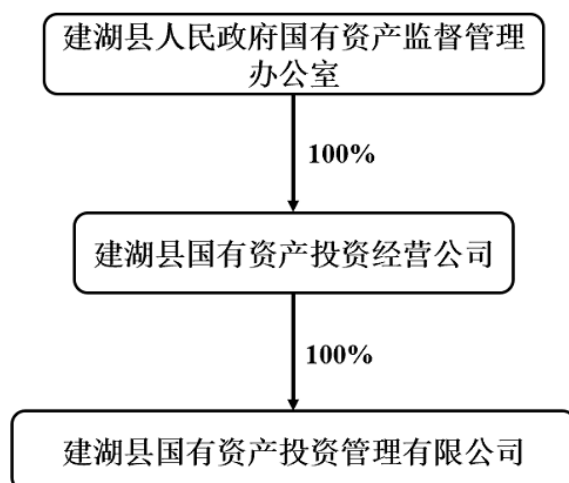 建湖县人民政府国有资产监督管理
办公室
100%
建湖县国有资产投资经营公司
100%
建湖县国有资产投资管理有限公司